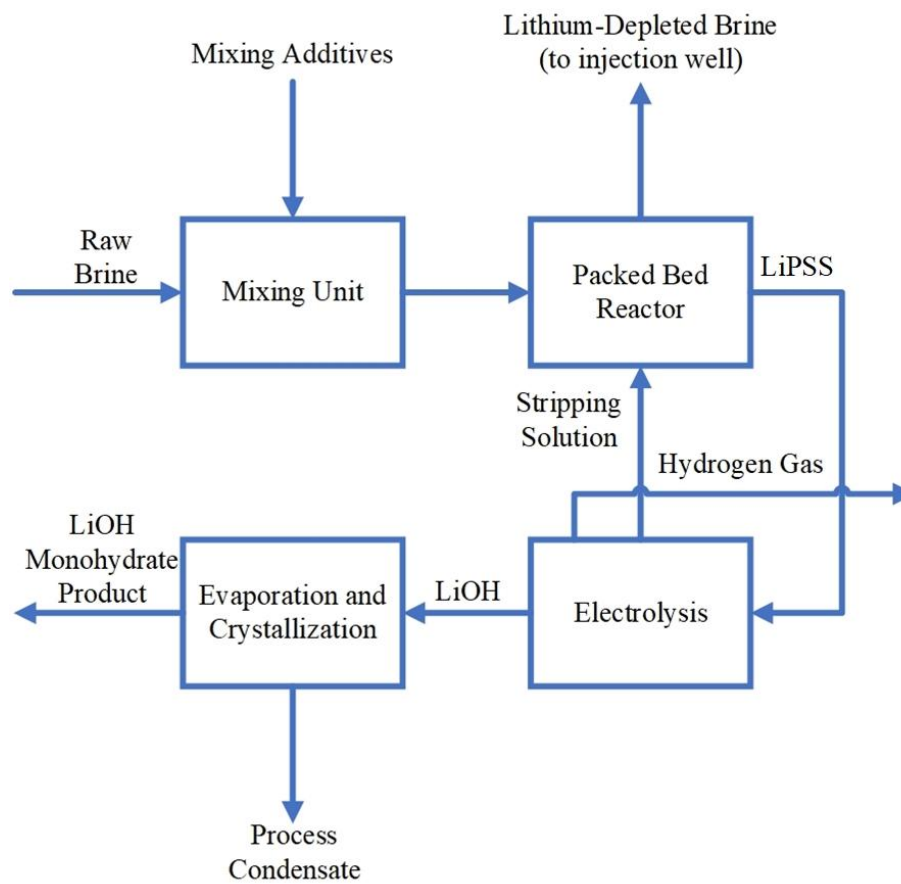 Lithium-Depleted Brine
(to injection well)
Mixing Additives
Raw
Brine
Mixing Unit
Packed Bed
Reactor
LiPSS
Stripping
Solution
Hydrogen Gas
LiOH
Monohydrate
Product
Evaporation and
Crystallization
LiOH
Electrolysis
Process
Condensate